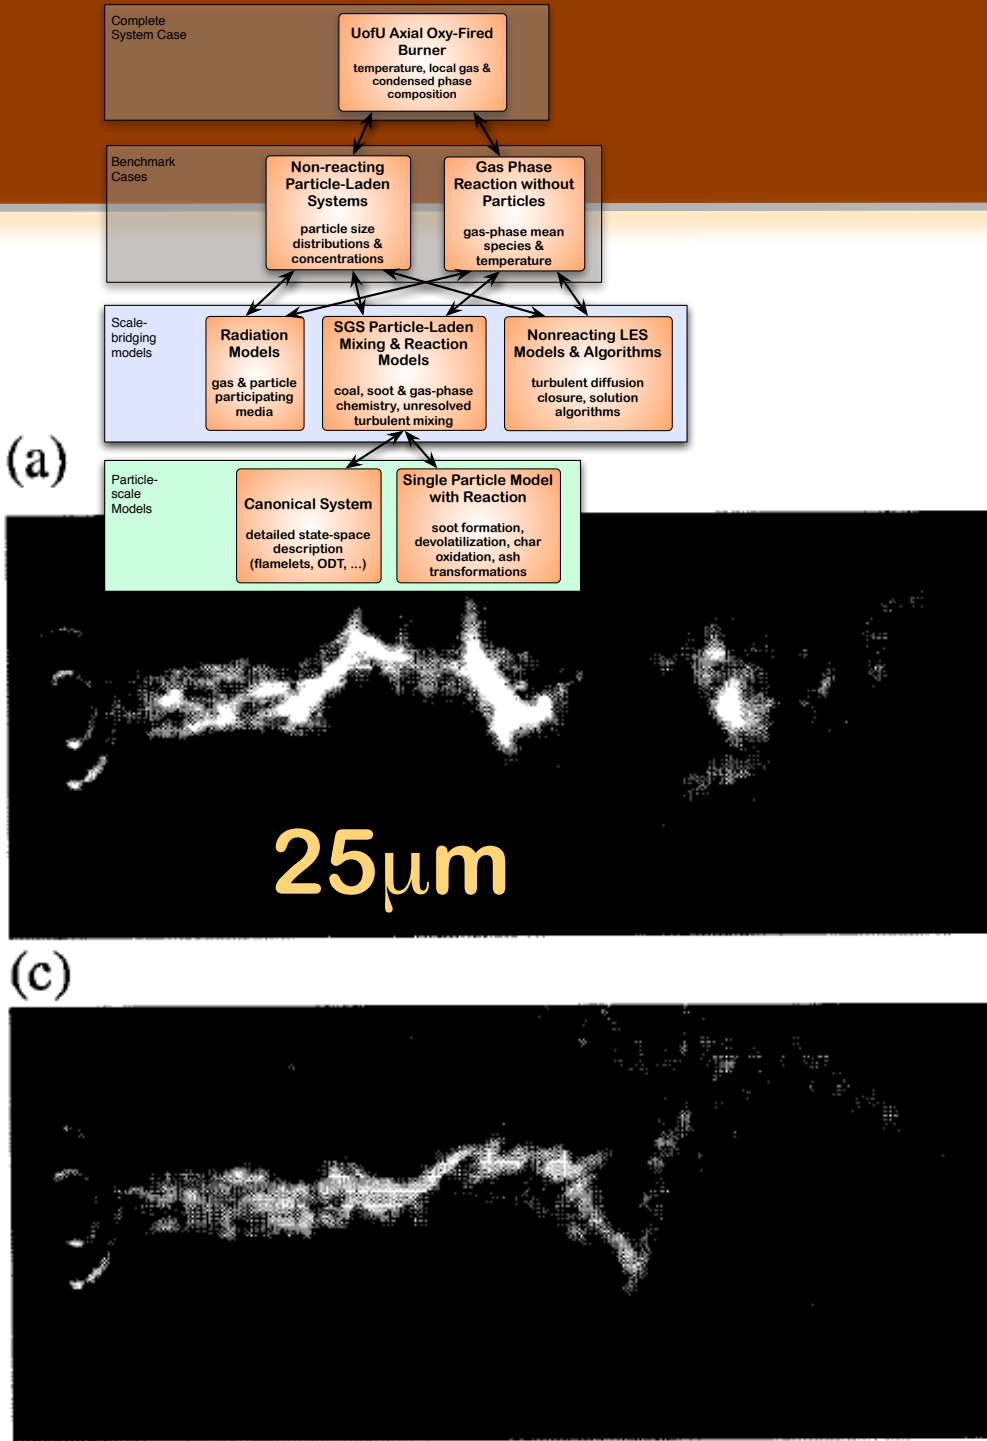 Complete
System Case
UofU Axial Oxy-Fired
Burner
temperature, local gas &
condensed phase
composition
Benchmark
Cases
Non-reacting
Particle-Laden
Systems
particle size
distributions &
concentrations
Gas Phase
Reaction without
Particles
gas-phase mean
species &
temperature
Scale-
bridging
models
Radiation
Models
gas & particle
participating
media
SGS Particle-Laden
Mixing & Reaction
Models
coal, soot & gas-phase
chemistry, unresolved
turbulent mixing
Nonreacting LES
Models & Algorithms
turbulent diffusion
closure, solution
algorithms
(a)
Particle-
scale
Models
Canonical System
detailed state-space
description
(flamelets, ODT, ...)
Single Particle Model
with Reaction
soot formation,
devolatilization, char
oxidation, ash
transformations
25μm
(c)